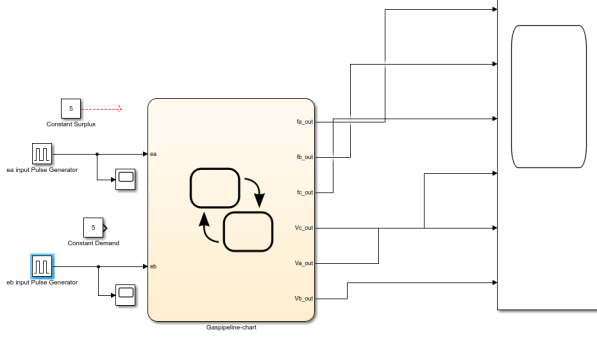 5
Constant Surplus
ea input Pulse Generator
5
Constant Demand
eb input Pulse Generator
ea
eb
fa_out
fb_out
fc_out
Vc_out
Va_out
Vb_out
Gaspipeline-chart